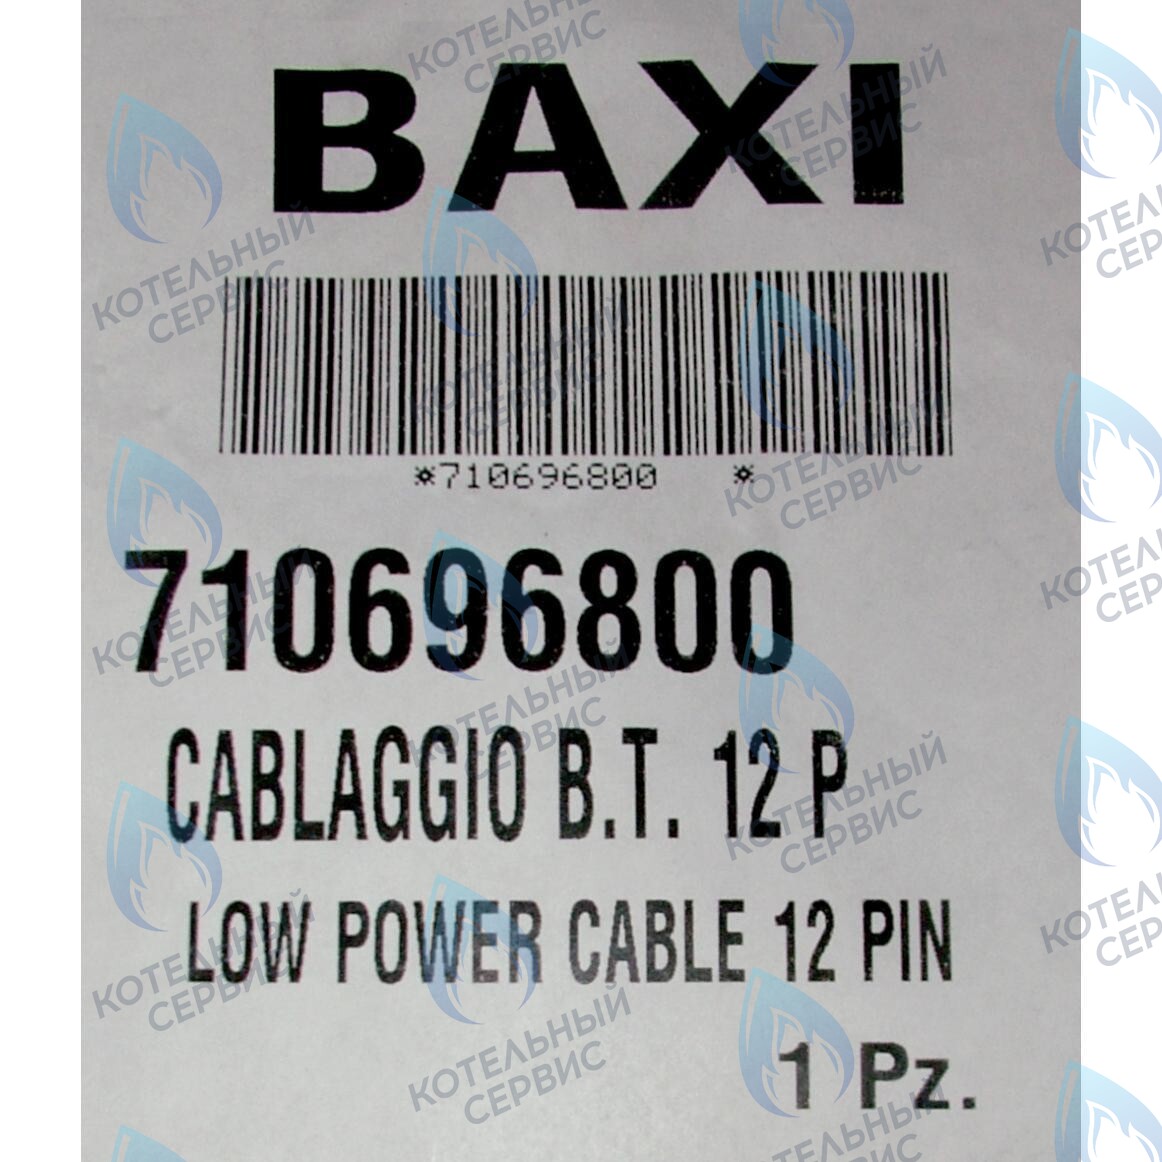 BAXI
*710696800 *
710696800
CABLAGGIO B.T. 12 P
LOW POWER CABLE 12 PIN
1 Pz.
КОТЕЛЬНЫЙ
СЕРВИС